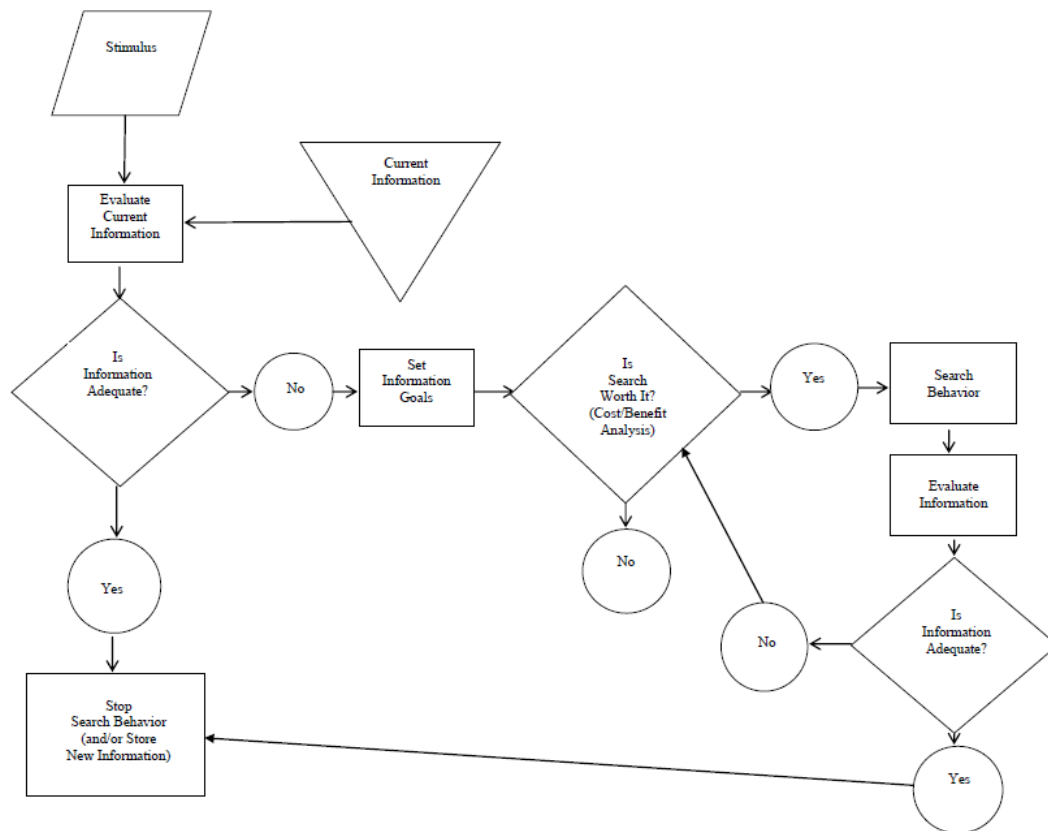 Stimulus
Current
Information
Evaluate
Current
Information
Is
Information
Adequate?
No
Set
Information
Goals
Is
Search
Worth It?
(Cost/Benefit
Analysis)
Yes
Search
Behavior
Evaluate
Information
Is
Information
Adequate?
No
No
Yes
Yes
Stop
Search Behavior
(and/or Store
New Information)